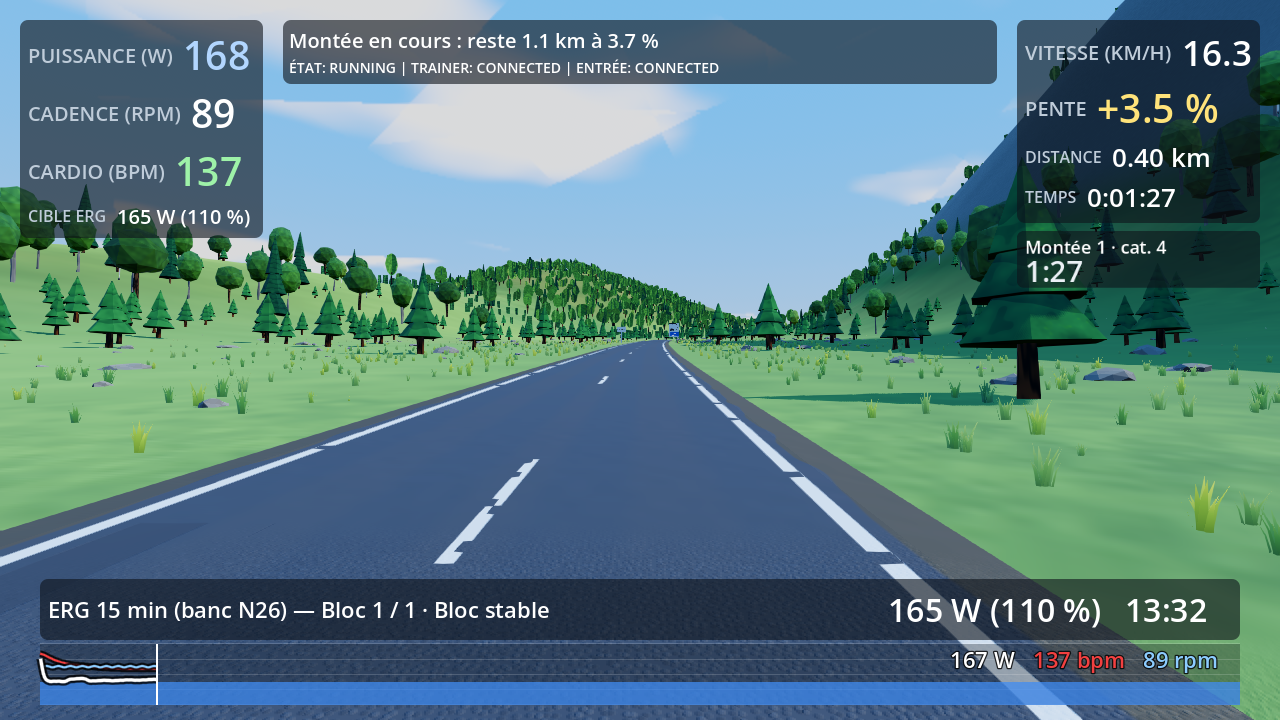 PUISSANCE (W) 168
CADENCE (RPM) 89
CARDIO (BPM) 137
CIBLE ERG 165 W (110 %)
Montée en cours : reste 1.1 km à 3.7 %
ÉTAT: RUNNING | TRAINER: CONNECTED | ENTRÉE: CONNECTED
VITESSE (KM/H) 16.3
PENTE +3.5 %
DISTANCE 0.40 km
TEMPS 0:01:27
Montée 1 · cat. 4
1:27
ERG 15 min (banc N26) — Bloc 1 / 1 · Bloc stable 165 W (110 %) 13:32
167 W 137 bpm 89 rpm